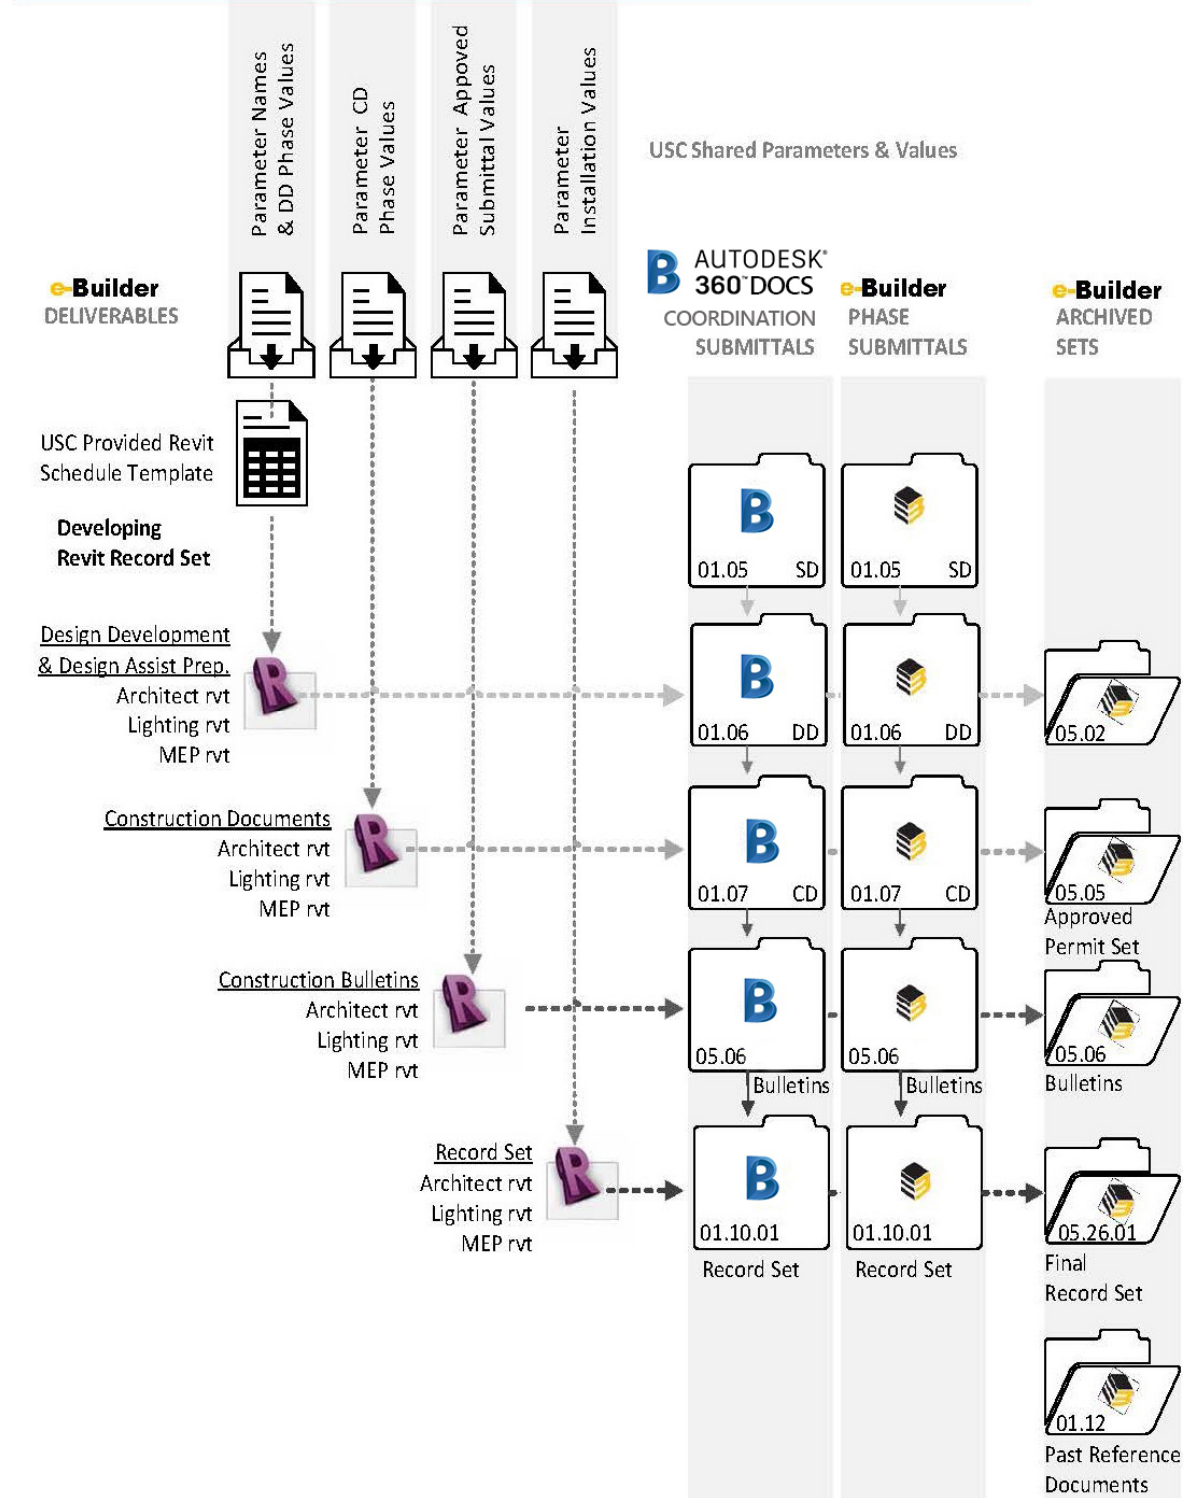 Parameter Names
& DD Phase Values
Parameter CD
Phase Values
Parameter Appoved
Submittal Values
Parameter
Installation Values
USC Shared Parameters & Values
e-Builder
DELIVERABLES
B AUTODESK®
360™DOCS
COORDINATION
SUBMITTALS
e-Builder
PHASE
SUBMITTALS
e-Builder
ARCHIVED
SETS
USC Provided Revit
Schedule Template
Developing
Revit Record Set
B
01.05 SD
01.05 SD
Design Development
& Design Assist Prep.
Architect rvt
Lighting rvt
MEP rvt
R
B
01.06 DD
01.06 DD
05.02
Construction Documents
Architect rvt
Lighting rvt
MEP rvt
R
B
01.07 CD
01.07 CD
05.05
Approved
Permit Set
Construction Bulletins
Architect rvt
Lighting rvt
MEP rvt
R
B
05.06
Bulletins
05.06
Bulletins
05.06
Bulletins
Record Set
Architect rvt
Lighting rvt
MEP rvt
R
B
01.10.01
Record Set
01.10.01
Record Set
05.26.01
Final
Record Set
01.12
Past Reference
Documents